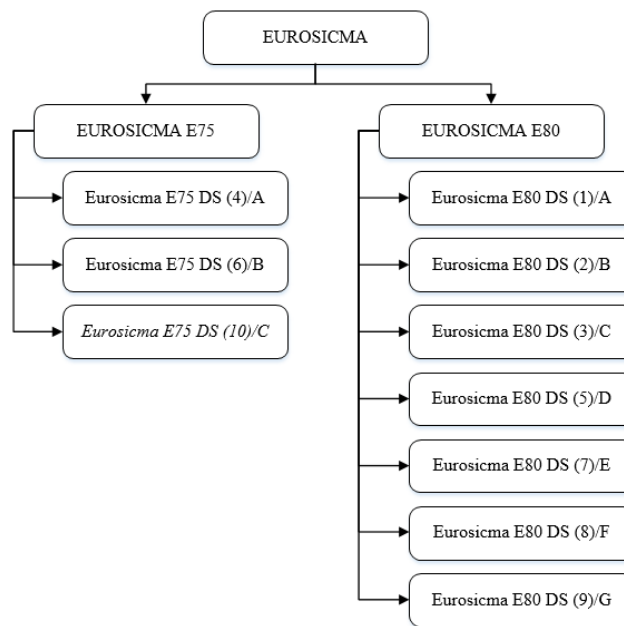 EUROSICMA
EUROSICMA E75
EUROSICMA E80
Eurosicma E75 DS (4)/A
Eurosicma E75 DS (6)/B
Eurosicma E75 DS (10)/C
Eurosicma E80 DS (1)/A
Eurosicma E80 DS (2)/B
Eurosicma E80 DS (3)/C
Eurosicma E80 DS (5)/D
Eurosicma E80 DS (7)/E
Eurosicma E80 DS (8)/F
Eurosicma E80 DS (9)/G